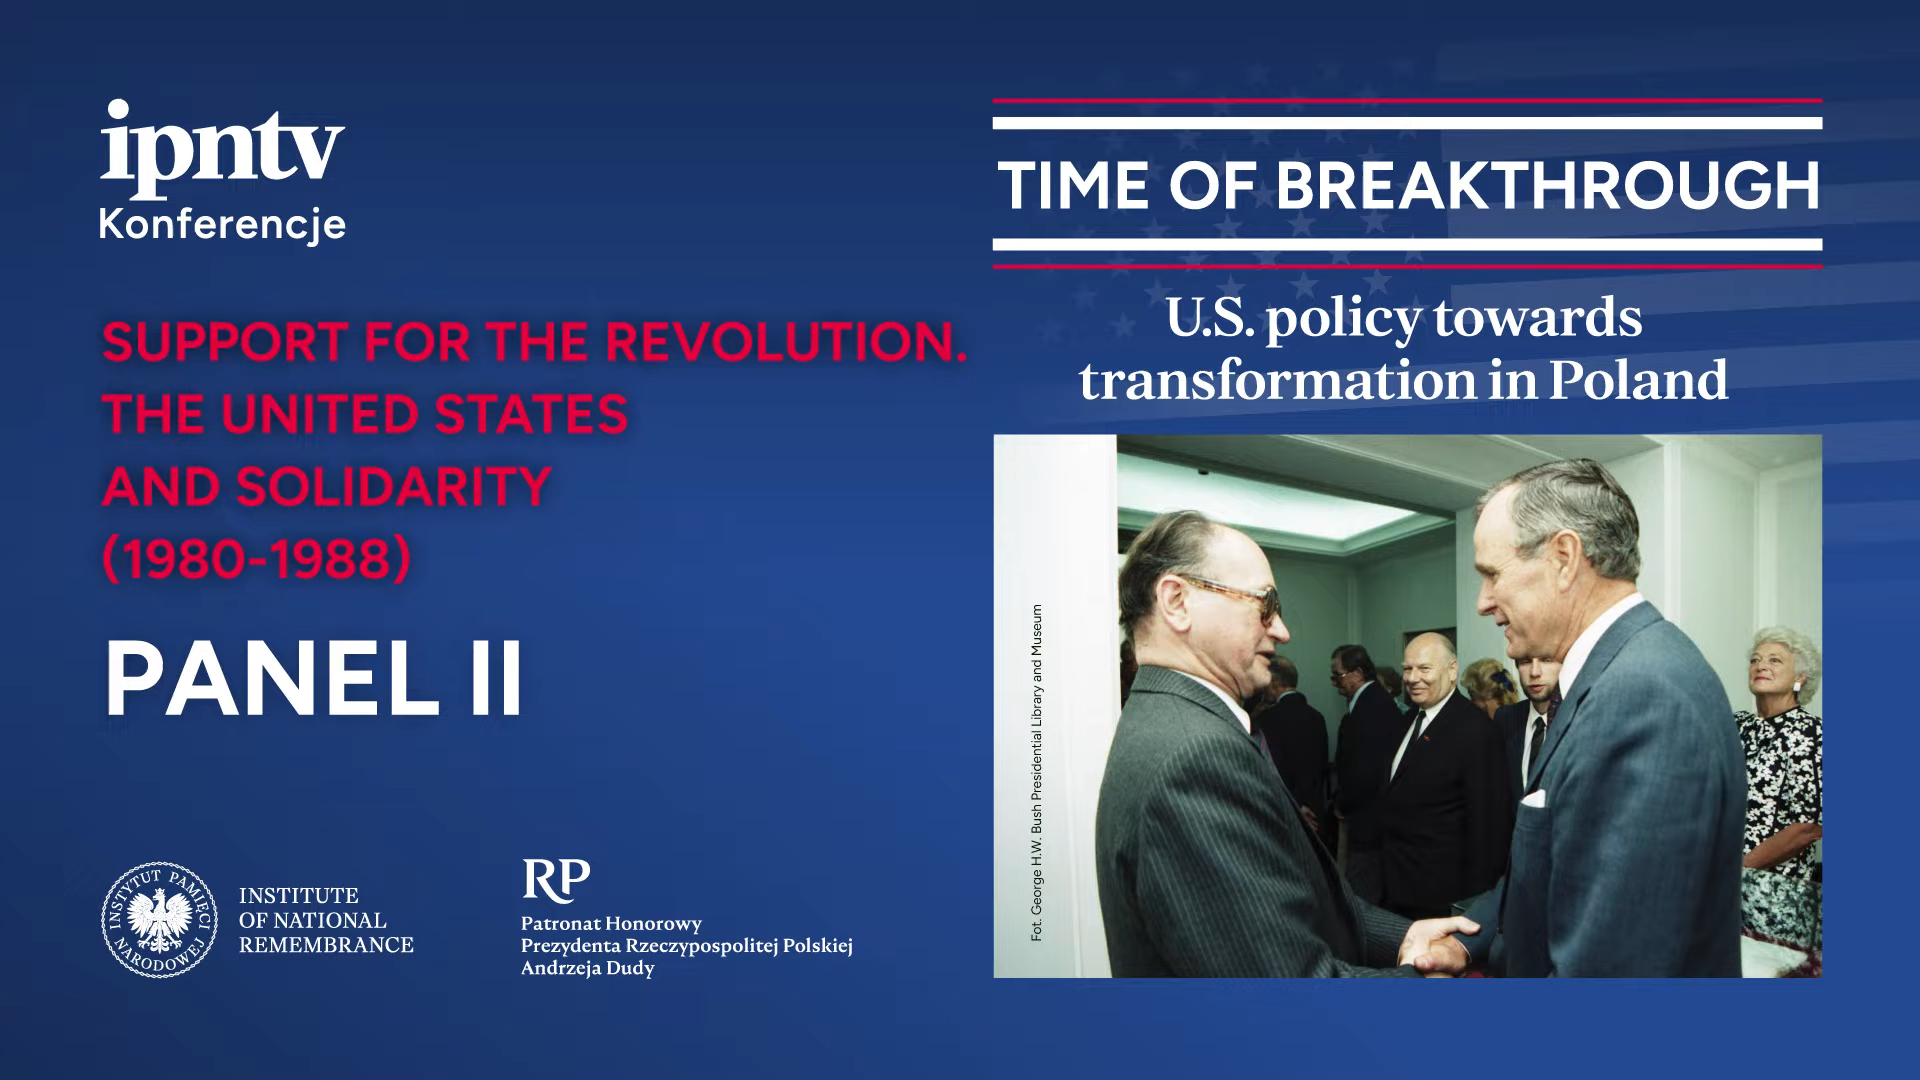 ipntv
Konferencje
SUPPORT FOR THE REVOLUTION.
THE UNITED STATES
AND SOLIDARITY
(1980-1988)
PANEL II
INSTYTUT PAMIĘCI NARODOWEJ
INSTITUTE
OF NATIONAL
REMEMBRANCE
RP
Patronat Honorowy
Prezydenta Rzeczypospolitej Polskiej
Andrzeja Dudy
TIME OF BREAKTHROUGH
U.S. policy towards
transformation in Poland
Fot. George H.W. Bush Presidential Library and Museum